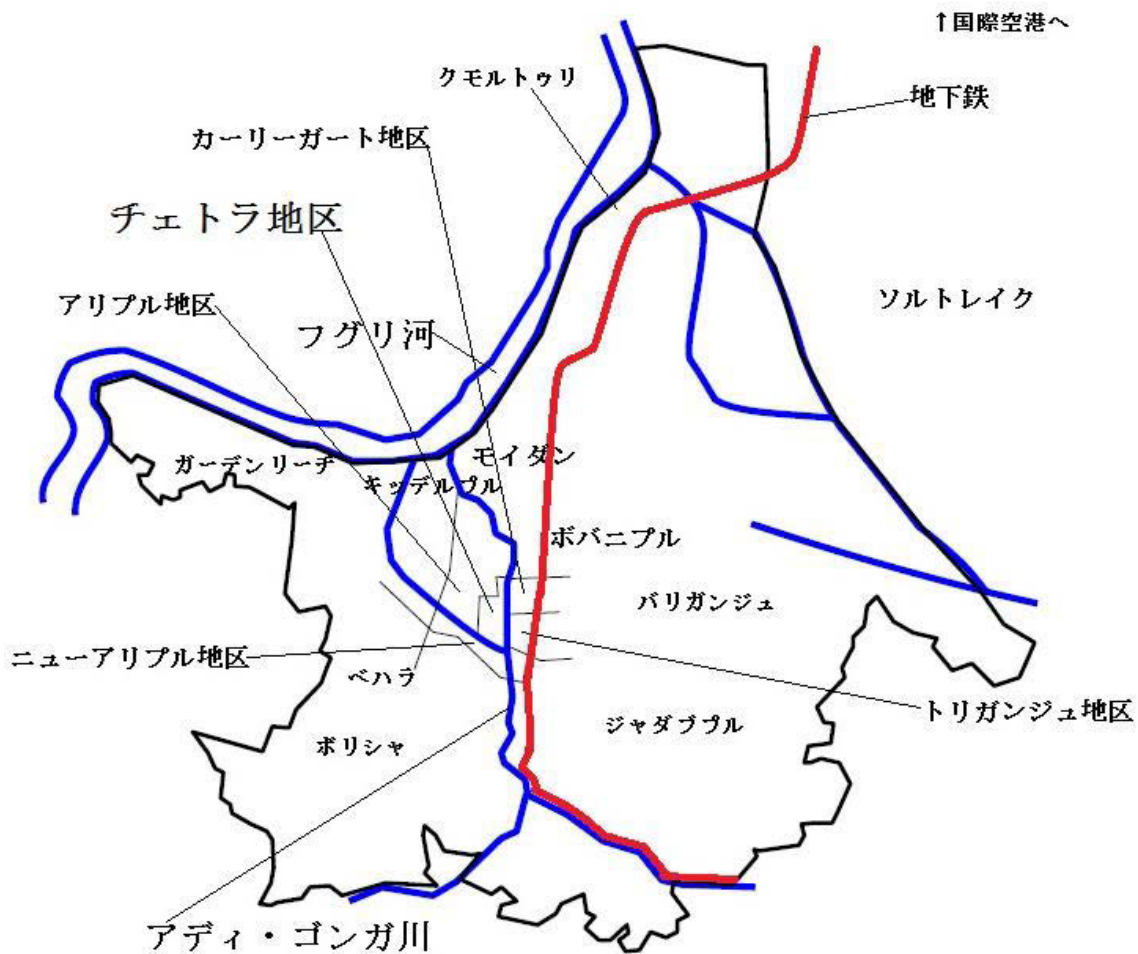 ↑国際空港へ
クモルトゥリ
地下鉄
カーリーガート地区
チェトラ地区
アリプル地区
ソルトレイク
フグリ河
モイダン
ガーデンリーチ
キッデルプル
ボバニプル
バリガンジュ
ニューアリプル地区
ベハラ
トリガンジュ地区
ジャダブプル
ボリシャ
アディ・ゴンガ川